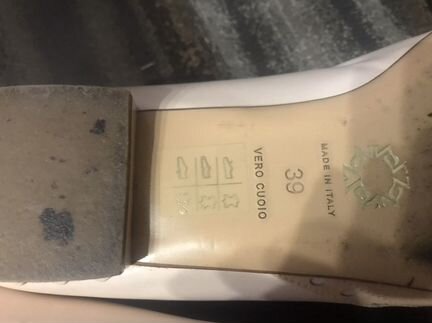 MADE IN ITALY
39
VERO CUOIO